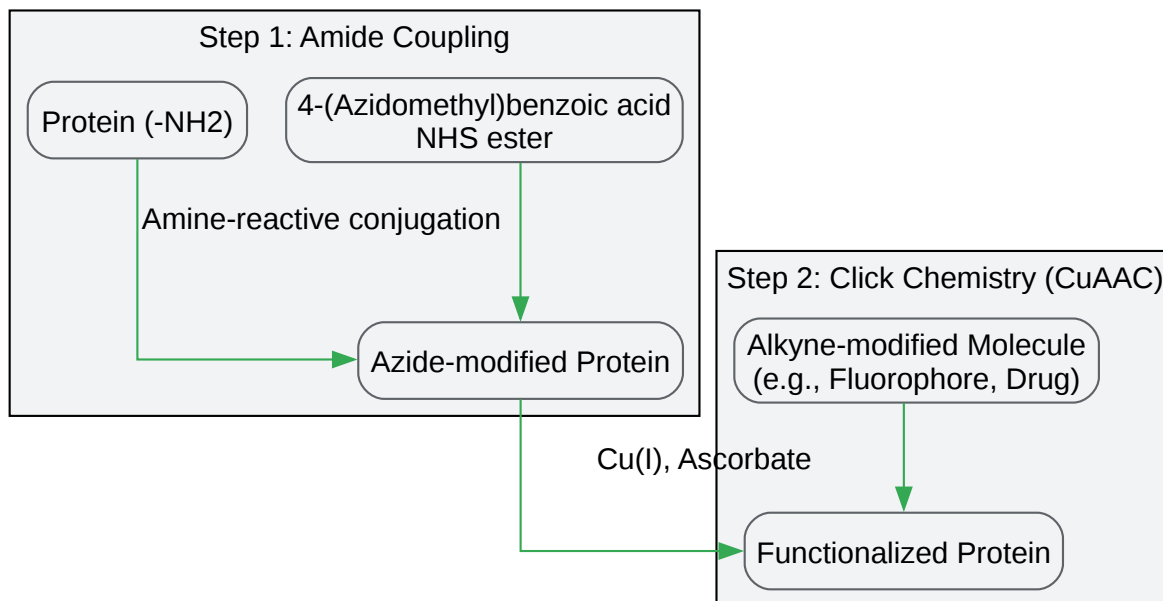 Step 1: Amide Coupling
Protein (-NH2)
4-(Azidomethyl)benzoic acid
NHS ester
Amine-reactive conjugation
Azide-modified Protein
Step 2: Click Chemistry (CuAAC)
Alkyne-modified Molecule
(e.g., Fluorophore, Drug)
Cu(I), Ascorbate
Functionalized Protein